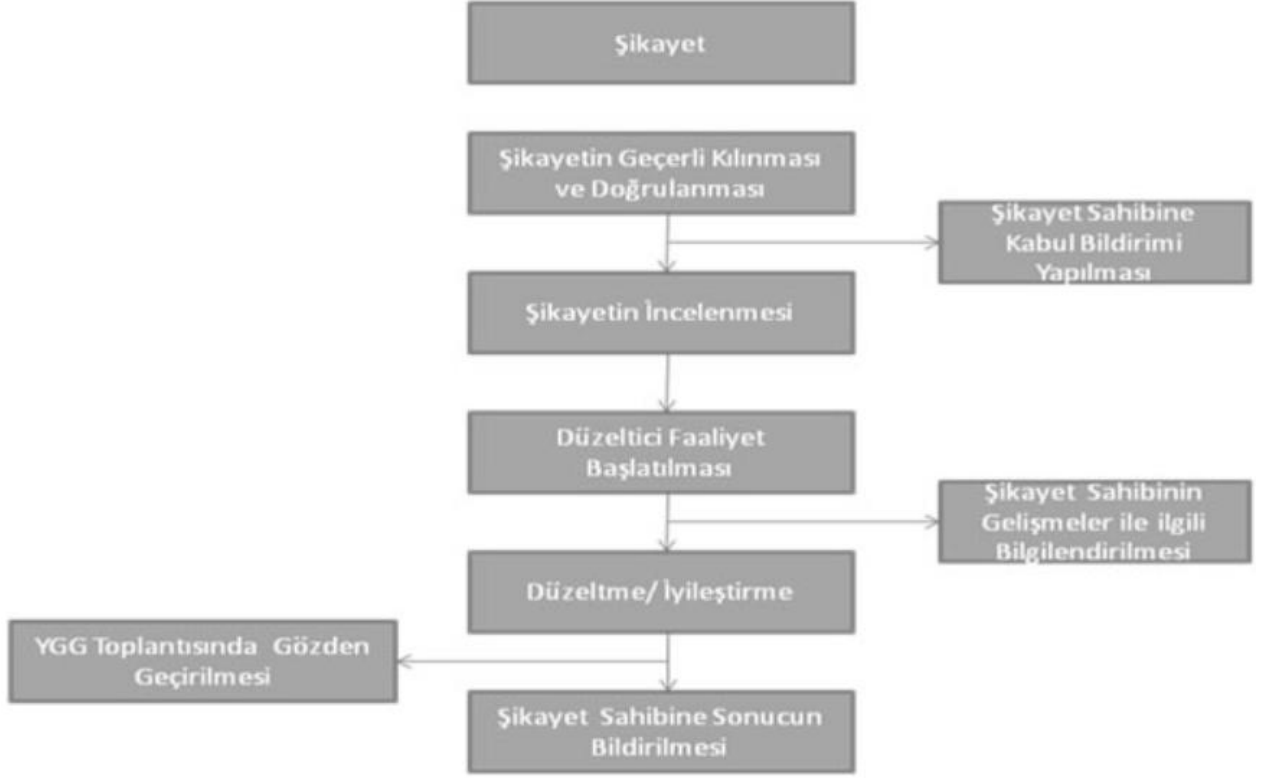 Şikayet
Şikayetin Geçerli Kılınması
ve Doğrulanması
Şikayet Sahibine
Kabul Bildirimi
Yapılması
Şikayetin İncelenmesi
Düzeltici Faaliyet
Başlatılması
Şikayet Sahibinin
Gelişmeler ile ilgili
Bilgilendirilmesi
Düzeltme/ İyileştirme
YGG Toplantısında Gözden
Geçirilmesi
Şikayet Sahibine Sonucun
Bildirilmesi